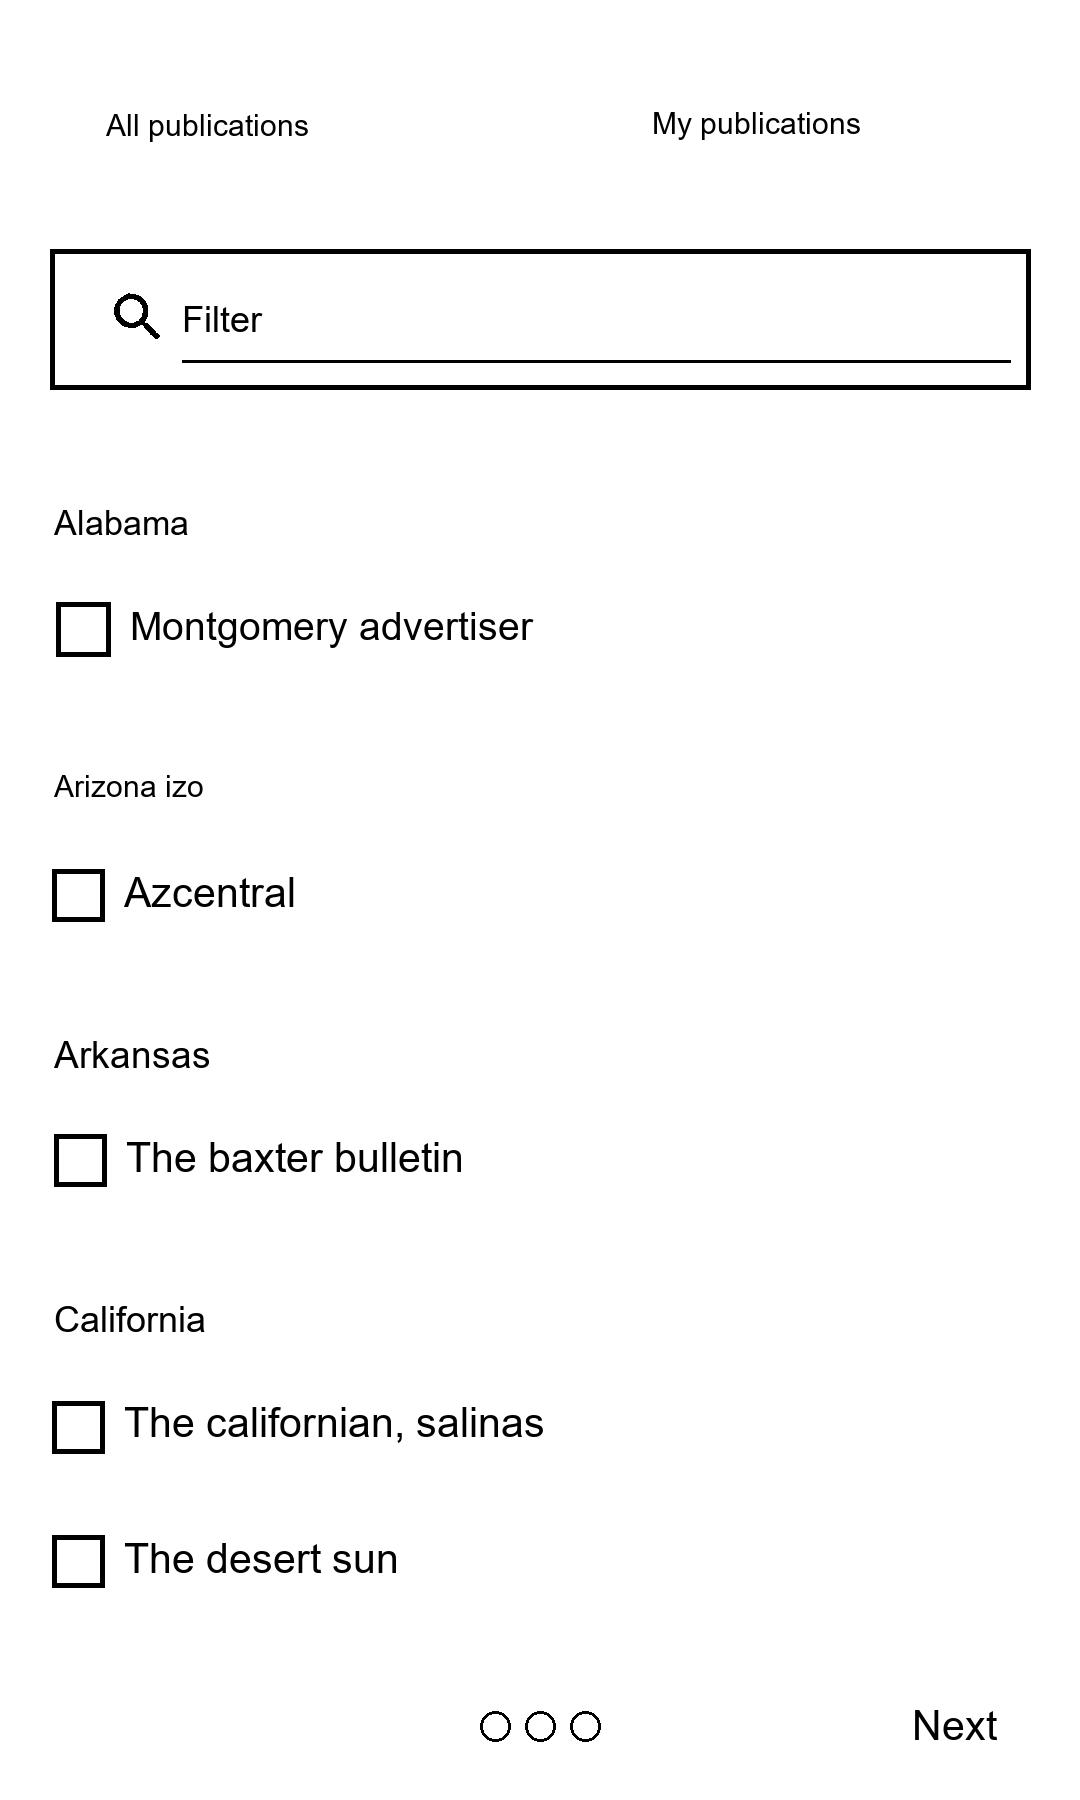 All publications
My publications
Filter
Alabama
Montgomery advertiser
Arizona izo
Azcentral
Arkansas
The baxter bulletin
California
The californian, salinas
The desert sun
Next